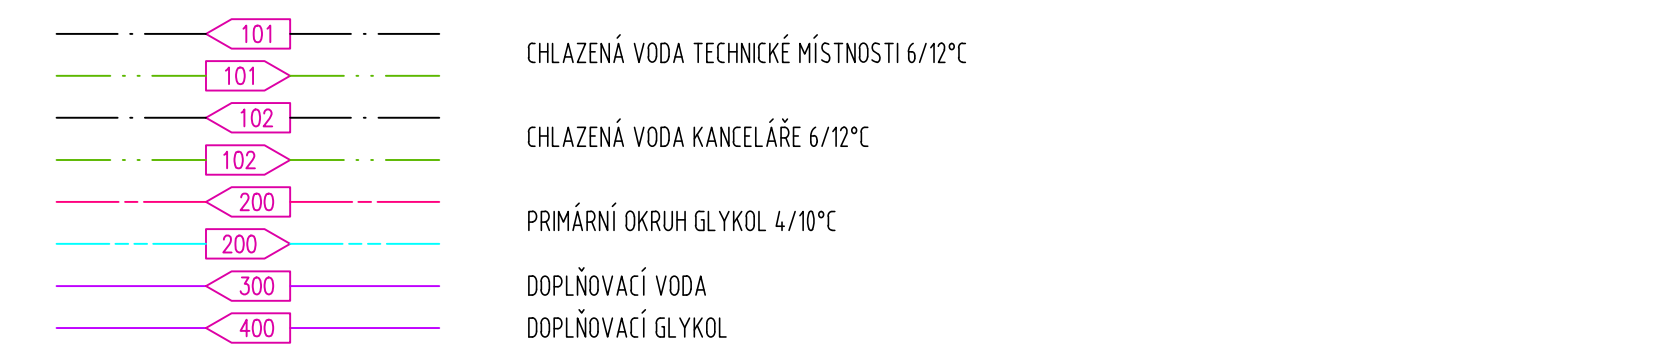 101
CHLAZENÁ VODA TECHNICKÉ MÍSTNOSTI 6/12°C
101
102
CHLAZENÁ VODA KANCELÁŘE 6/12°C
102
200
PRIMÁRNÍ OKRUH GLYKOL 4/10°C
200
300 DOPLŇOVACÍ VODA
400 DOPLŇOVACÍ GLYKOL